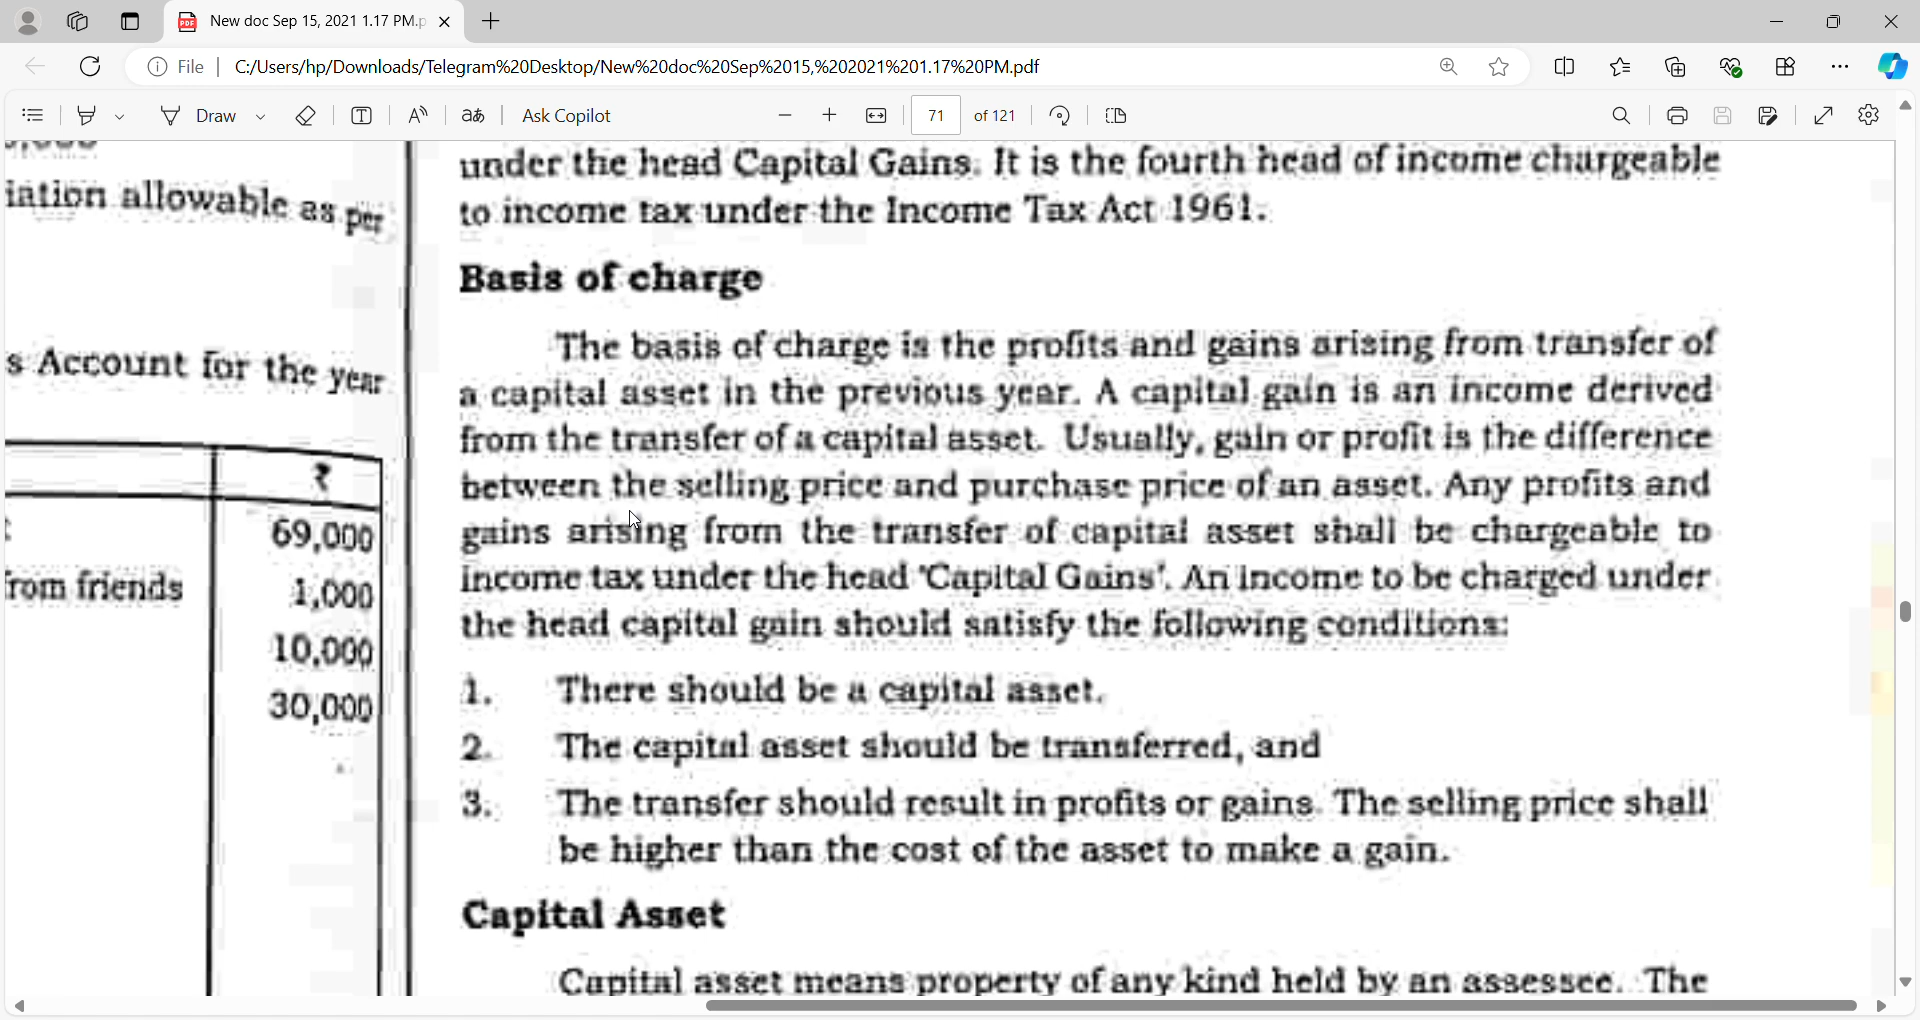 New doc Sep 15, 2021 1.17 PM.p
File
C:/Users/hp/Downloads/Telegram%20Desktop/New%20doc%20Sep%2015,%202021%201.17%20PM.pdf
Draw
Ask Copilot
71 of 121
iation allowable as per
s Account for the year
₹
69,000
from friends 1,000
10,000
30,000
under the head Capital Gains. It is the fourth head of income chargeable
to income tax under the Income Tax Act 1961.
Basis of charge
The basis of charge is the profits and gains arising from transfer of
a capital asset in the previous year. A capital gain is an income derived
from the transfer of a capital asset. Usually, gain or profit is the difference
between the selling price and purchase price of an asset. Any profits and
gains arising from the transfer of capital asset shall be chargeable to
income tax under the head 'Capital Gains'. An income to be charged under
the head capital gain should satisfy the following conditions:
1. There should be a capital asset.
2. The capital asset should be transferred, and
3. The transfer should result in profits or gains. The selling price shall
be higher than the cost of the asset to make a gain.
Capital Asset
Capital asset means property of any kind held by an assessee. The